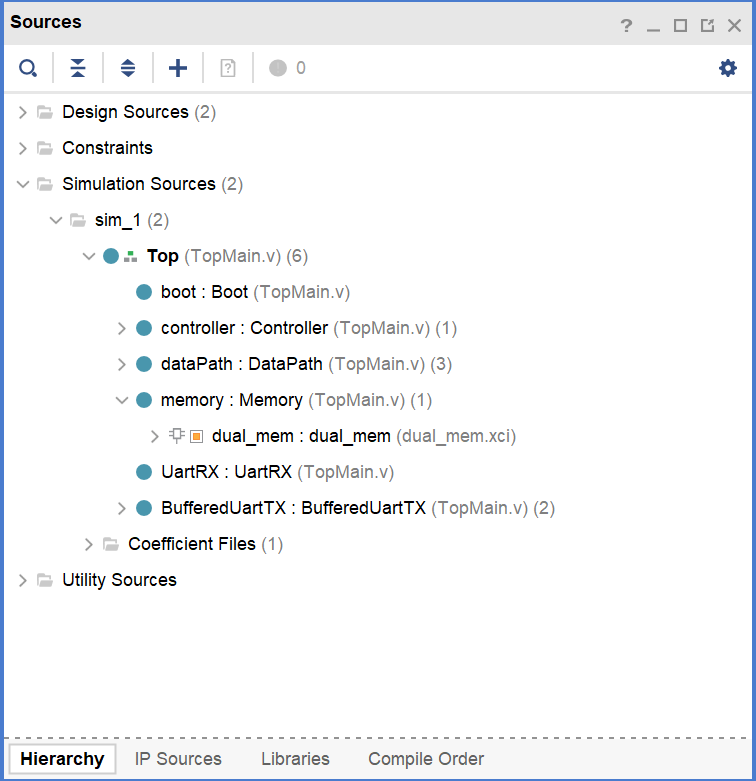 Sources
?
0
Design Sources (2)
Constraints
Simulation Sources (2)
sim_1 (2)
Top (TopMain.v) (6)
boot : Boot (TopMain.v)
controller : Controller (TopMain.v) (1)
dataPath : DataPath (TopMain.v) (3)
memory : Memory (TopMain.v) (1)
dual_mem : dual_mem (dual_mem.xci)
UartRX : UartRX (TopMain.v)
BufferedUartTX : BufferedUartTX (TopMain.v) (2)
Coefficient Files (1)
Utility Sources
Hierarchy IP Sources Libraries Compile Order